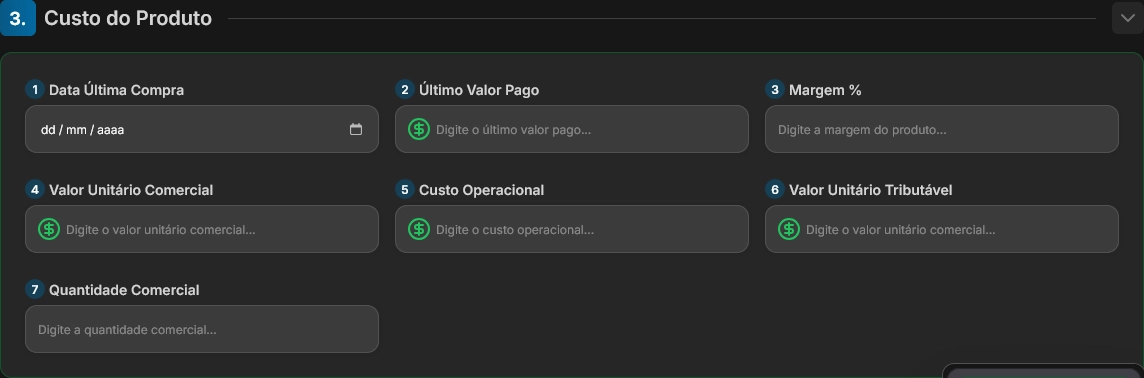 3. Custo do Produto
1 Data Última Compra
dd / mm / aaaa
2 Último Valor Pago
Digite o último valor pago...
3 Margem %
Digite a margem do produto...
4 Valor Unitário Comercial
Digite o valor unitário comercial...
5 Custo Operacional
Digite o custo operacional...
6 Valor Unitário Tributável
Digite o valor unitário comercial...
7 Quantidade Comercial
Digite a quantidade comercial...